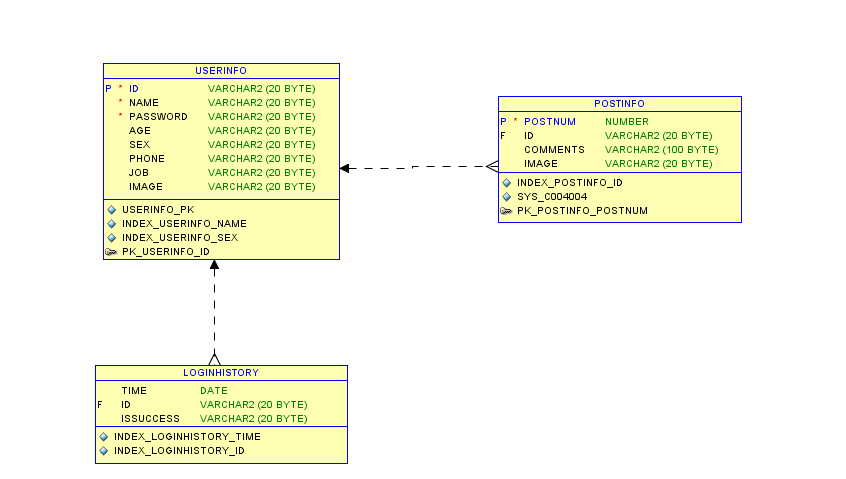 USERINFO
P * ID VARCHAR2 (20 BYTE)
* NAME VARCHAR2 (20 BYTE)
* PASSWORD VARCHAR2 (20 BYTE)
AGE VARCHAR2 (20 BYTE)
SEX VARCHAR2 (20 BYTE)
PHONE VARCHAR2 (20 BYTE)
JOB VARCHAR2 (20 BYTE)
IMAGE VARCHAR2 (20 BYTE)
USERINFO_PK
INDEX_USERINFO_NAME
INDEX_USERINFO_SEX
PK_USERINFO_ID
POSTINFO
P * POSTNUM NUMBER
F ID VARCHAR2 (20 BYTE)
COMMENTS VARCHAR2 (100 BYTE)
IMAGE VARCHAR2 (20 BYTE)
INDEX_POSTINFO_ID
SYS_C004004
PK_POSTINFO_POSTNUM
LOGINHISTORY
TIME DATE
F ID VARCHAR2 (20 BYTE)
ISSUCCESS VARCHAR2 (20 BYTE)
INDEX_LOGINHISTORY_TIME
INDEX_LOGINHISTORY_ID